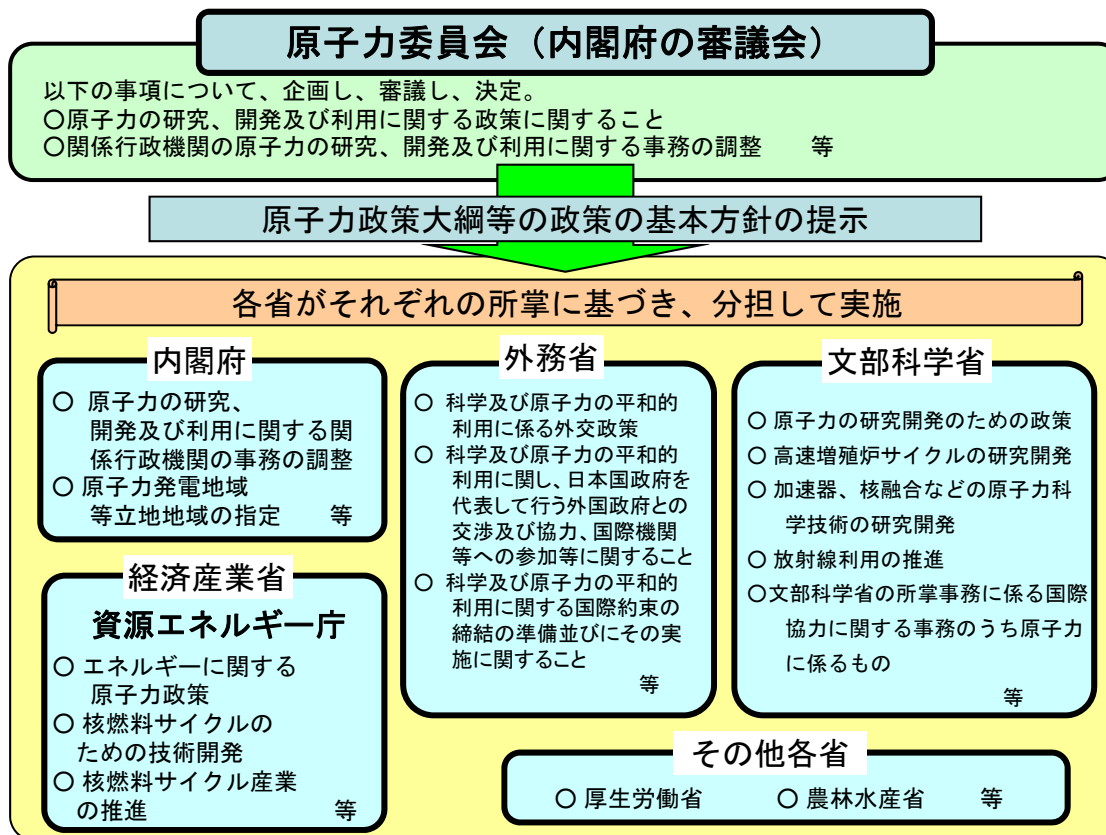 原子力委員会（内閣府の審議会）
以下の事項について、企画し、審議し、決定。
○原子力の研究、開発及び利用に関する政策に関すること
○関係行政機関の原子力の研究、開発及び利用に関する事務の調整　　等
原子力政策大綱等の政策の基本方針の提示
各省がそれぞれの所掌に基づき、分担して実施
内閣府
○ 原子力の研究、
開発及び利用に関する関
係行政機関の事務の調整
○ 原子力発電地域
等立地地域の指定　　等
経済産業省
資源エネルギー庁
○ エネルギーに関する
原子力政策
○ 核燃料サイクルの
ための技術開発
○ 核燃料サイクル産業
の推進　　等
外務省
○ 科学及び原子力の平和的
利用に係る外交政策
○ 科学及び原子力の平和的
利用に関し、日本国政府を
代表して行う外国政府との
交渉及び協力、国際機関
等への参加等に関すること
○ 科学及び原子力の平和的
利用に関する国際約束の
締結の準備並びにその実
施に関すること
等
文部科学省
○ 原子力の研究開発のための政策
○ 高速増殖炉サイクルの研究開発
○ 加速器、核融合などの原子力科
学技術の研究開発
○ 放射線利用の推進
○文部科学省の所掌事務に係る国際
協力に関する事務のうち原子力
に係るもの
等
その他各省
○ 厚生労働省　　○ 農林水産省　　等